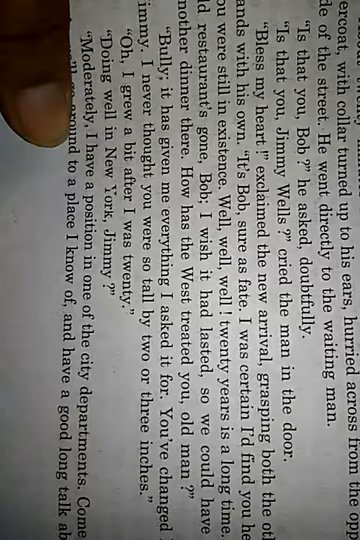 ercoat, with collar turned up to his ears, hurried across from the opp
de of the street. He went directly to the waiting man.
"Is that you, Bob ?" he asked, doubtfully.
"Is that you, Jimmy Wells ?" cried the man in the door.
"Bless my heart !" exclaimed the new arrival, grasping both the oth
ands with his own. "It's Bob, sure as fate. I was certain I'd find you he
ou were still in existence. Well, well, well ! twenty years is a long time.
ld restaurant's gone, Bob; I wish it had lasted, so we could have
nother dinner there. How has the West treated you, old man ?"
"Bully; it has given me everything I asked it for. You've changed
immy. I never thought you were so tall by two or three inches."
"Oh, I grew a bit after I was twenty."
"Doing well in New York, Jimmy ?"
"Moderately. I have a position in one of the city departments. Come
around to a place I know of, and have a good long talk ab